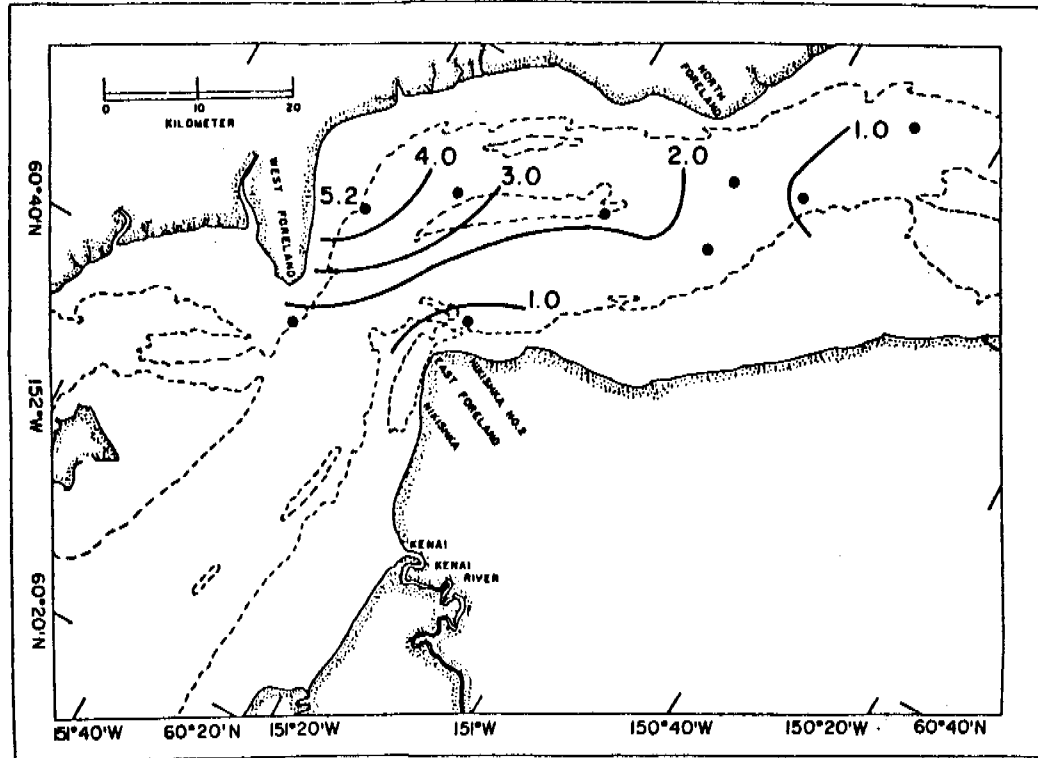 0 10 20
KILOMETER
NORTH
FORELAND
WEST FORELAND
1.0
2.0
4.0
3.0
5.2
1.0
60°40'N
152°W
60°20'N
NIKISHKA NO.2
EAST FORELAND
NIKISHKA
KENAI
KENAI
RIVER
151°40'W 60°20'N 151°20'W 151°W 150°40'W 150°20'W 60°40'N